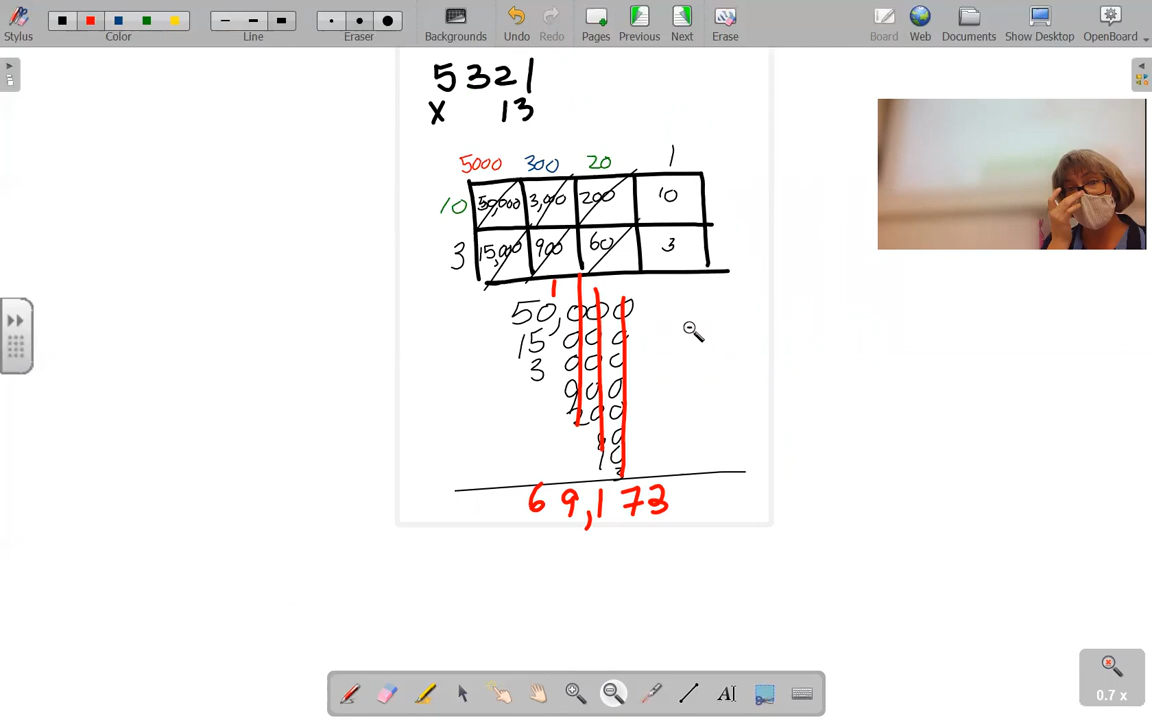 Stylus Color Line Eraser Backgrounds Undo Redo Pages Previous Next Erase Board Web Documents Show Desktop OpenBoard
5321
x 13
5000 300 20 1
10 50,000 3,000 200 10
3 15,000 900 60 3
1
50,000
15 000
3 000
900
200
0
10
3
69,173
0.7 x